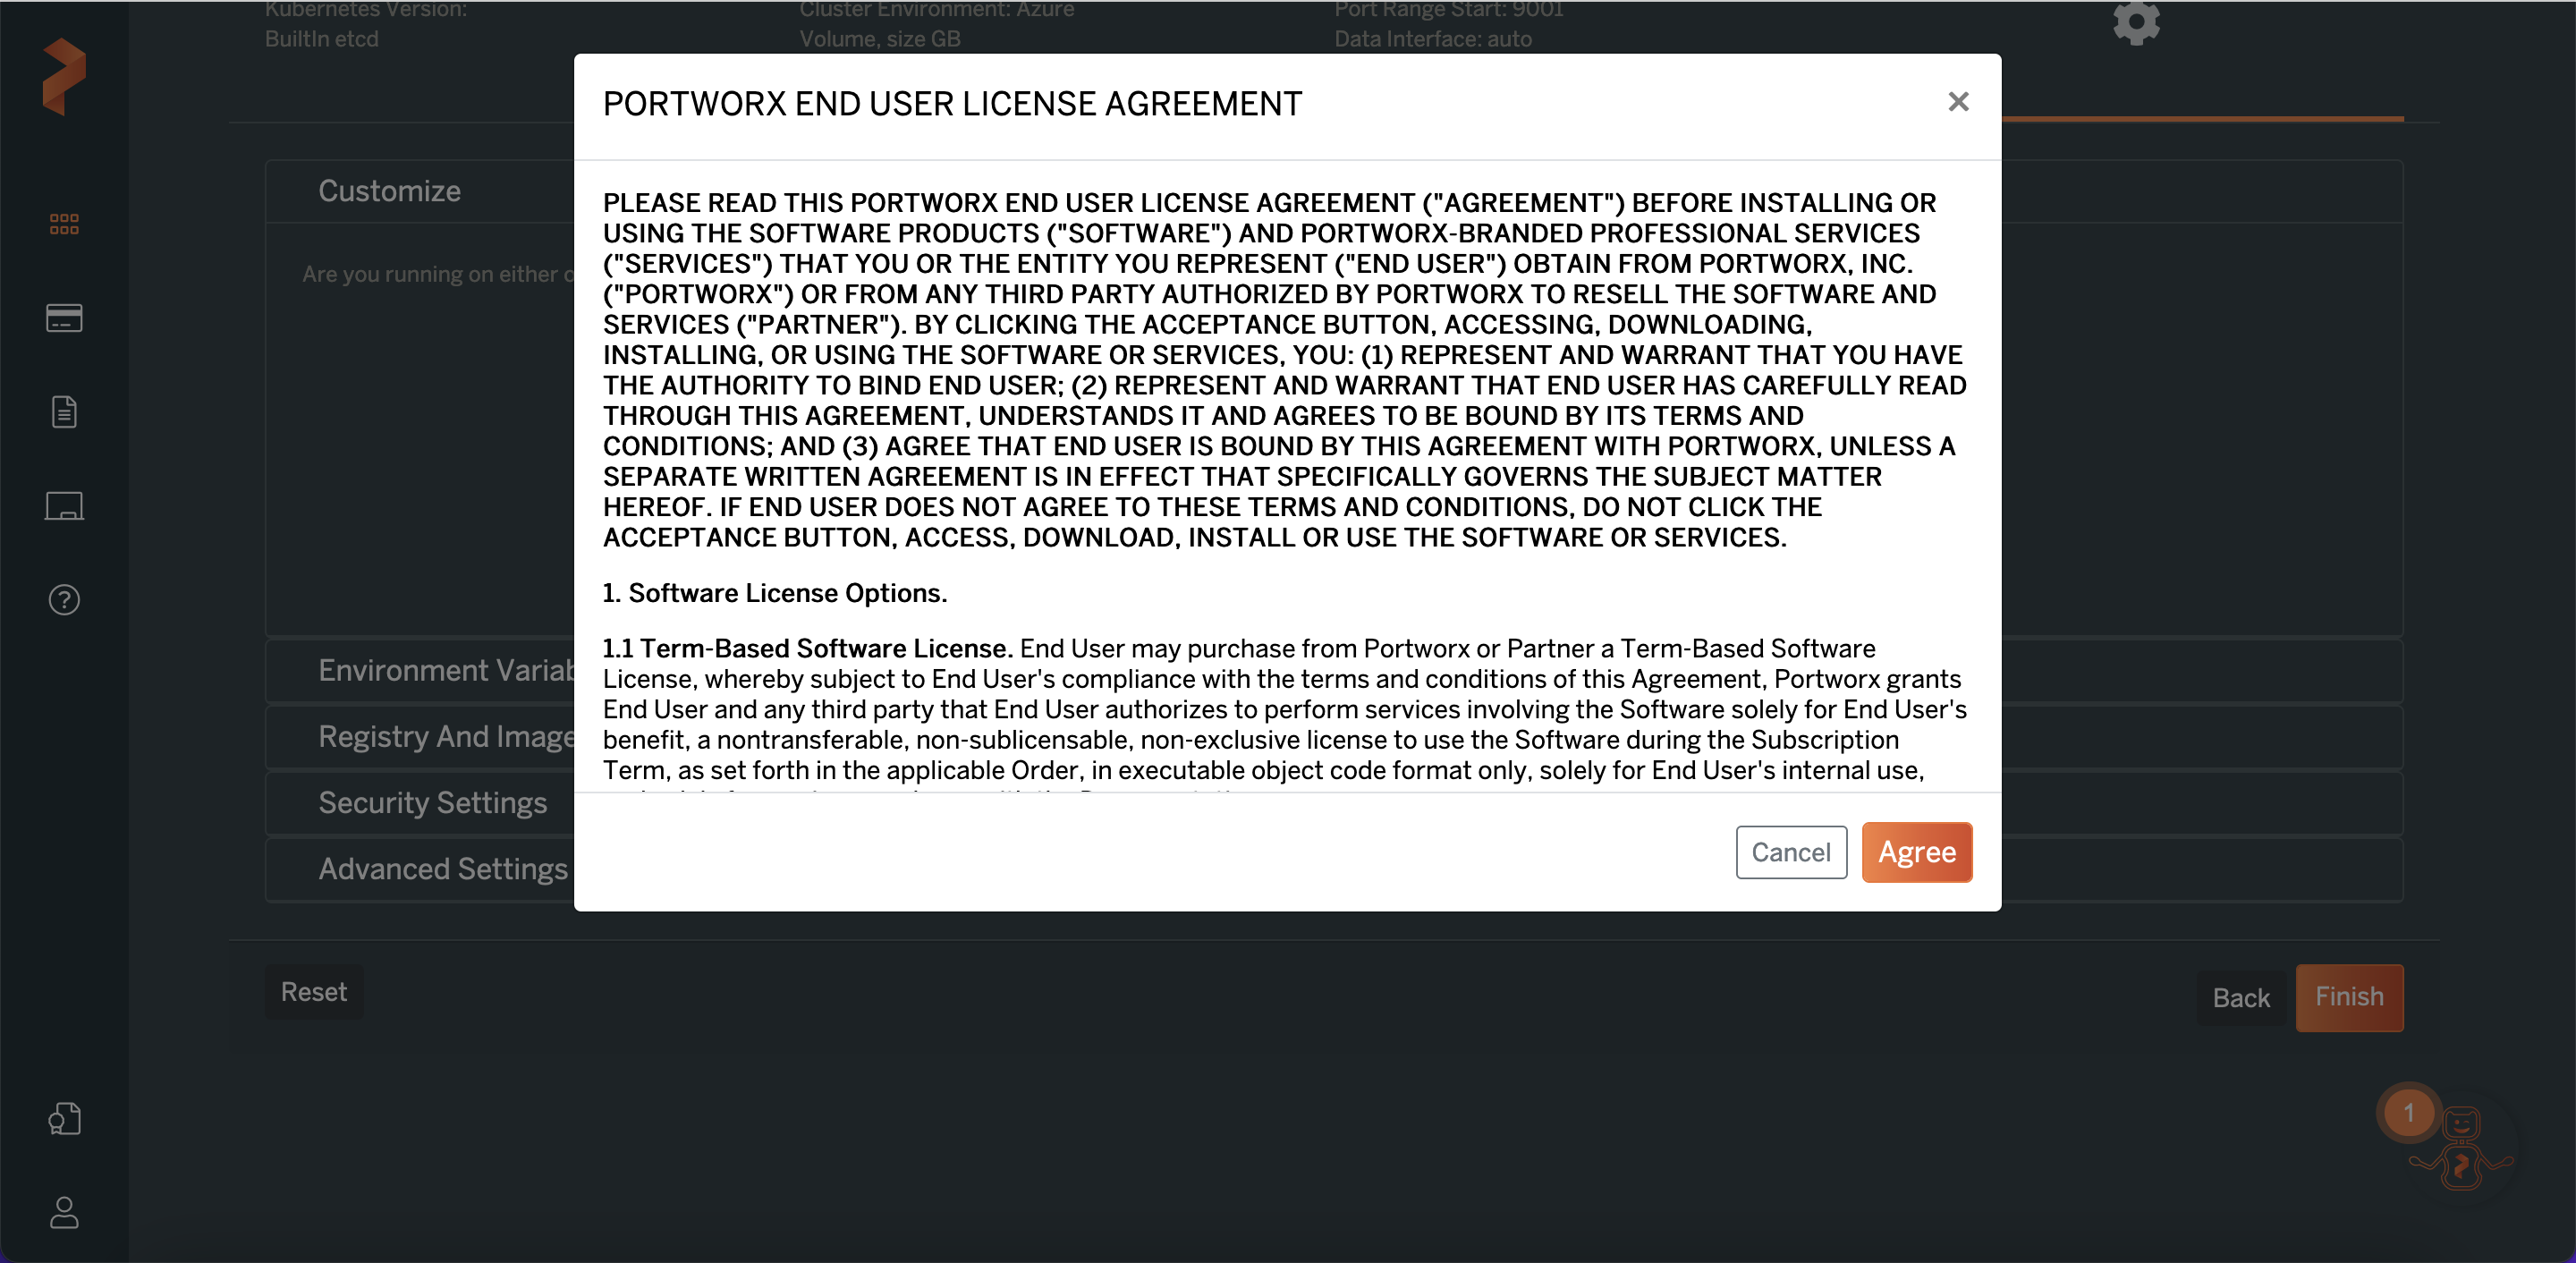 Kubernetes Version:
Cluster Environment: Azure
Port Range Start: 9001
BuiltIn etcd
Volume, size GB
Data Interface: auto
PORTWORX END USER LICENSE AGREEMENT
PLEASE READ THIS PORTWORX END USER LICENSE AGREEMENT ("AGREEMENT") BEFORE INSTALLING OR
USING THE SOFTWARE PRODUCTS ("SOFTWARE") AND PORTWORX-BRANDED PROFESSIONAL SERVICES
("SERVICES") THAT YOU OR THE ENTITY YOU REPRESENT ("END USER") OBTAIN FROM PORTWORX, INC.
("PORTWORX") OR FROM ANY THIRD PARTY AUTHORIZED BY PORTWORX TO RESELL THE SOFTWARE AND
SERVICES ("PARTNER"). BY CLICKING THE ACCEPTANCE BUTTON, ACCESSING, DOWNLOADING,
INSTALLING, OR USING THE SOFTWARE OR SERVICES, YOU: (1) REPRESENT AND WARRANT THAT YOU HAVE
THE AUTHORITY TO BIND END USER; (2) REPRESENT AND WARRANT THAT END USER HAS CAREFULLY READ
THROUGH THIS AGREEMENT, UNDERSTANDS IT AND AGREES TO BE BOUND BY ITS TERMS AND
CONDITIONS; AND (3) AGREE THAT END USER IS BOUND BY THIS AGREEMENT WITH PORTWORX, UNLESS A
SEPARATE WRITTEN AGREEMENT IS IN EFFECT THAT SPECIFICALLY GOVERNS THE SUBJECT MATTER
HEREOF. IF END USER DOES NOT AGREE TO THESE TERMS AND CONDITIONS, DO NOT CLICK THE
ACCEPTANCE BUTTON, ACCESS, DOWNLOAD, INSTALL OR USE THE SOFTWARE OR SERVICES.
1. Software License Options.
1.1 Term-Based Software License. End User may purchase from Portworx or Partner a Term-Based Software
License, whereby subject to End User's compliance with the terms and conditions of this Agreement, Portworx grants
End User and any third party that End User authorizes to perform services involving the Software solely for End User's
benefit, a nontransferable, non-sublicensable, non-exclusive license to use the Software during the Subscription
Term, as set forth in the applicable Order, in executable object code format only, solely for End User's internal use,
Cancel
Agree
Customize
Are you running on either
Environment Variab
Registry And Image
Security Settings
Advanced Settings
Reset
Back
Finish
1